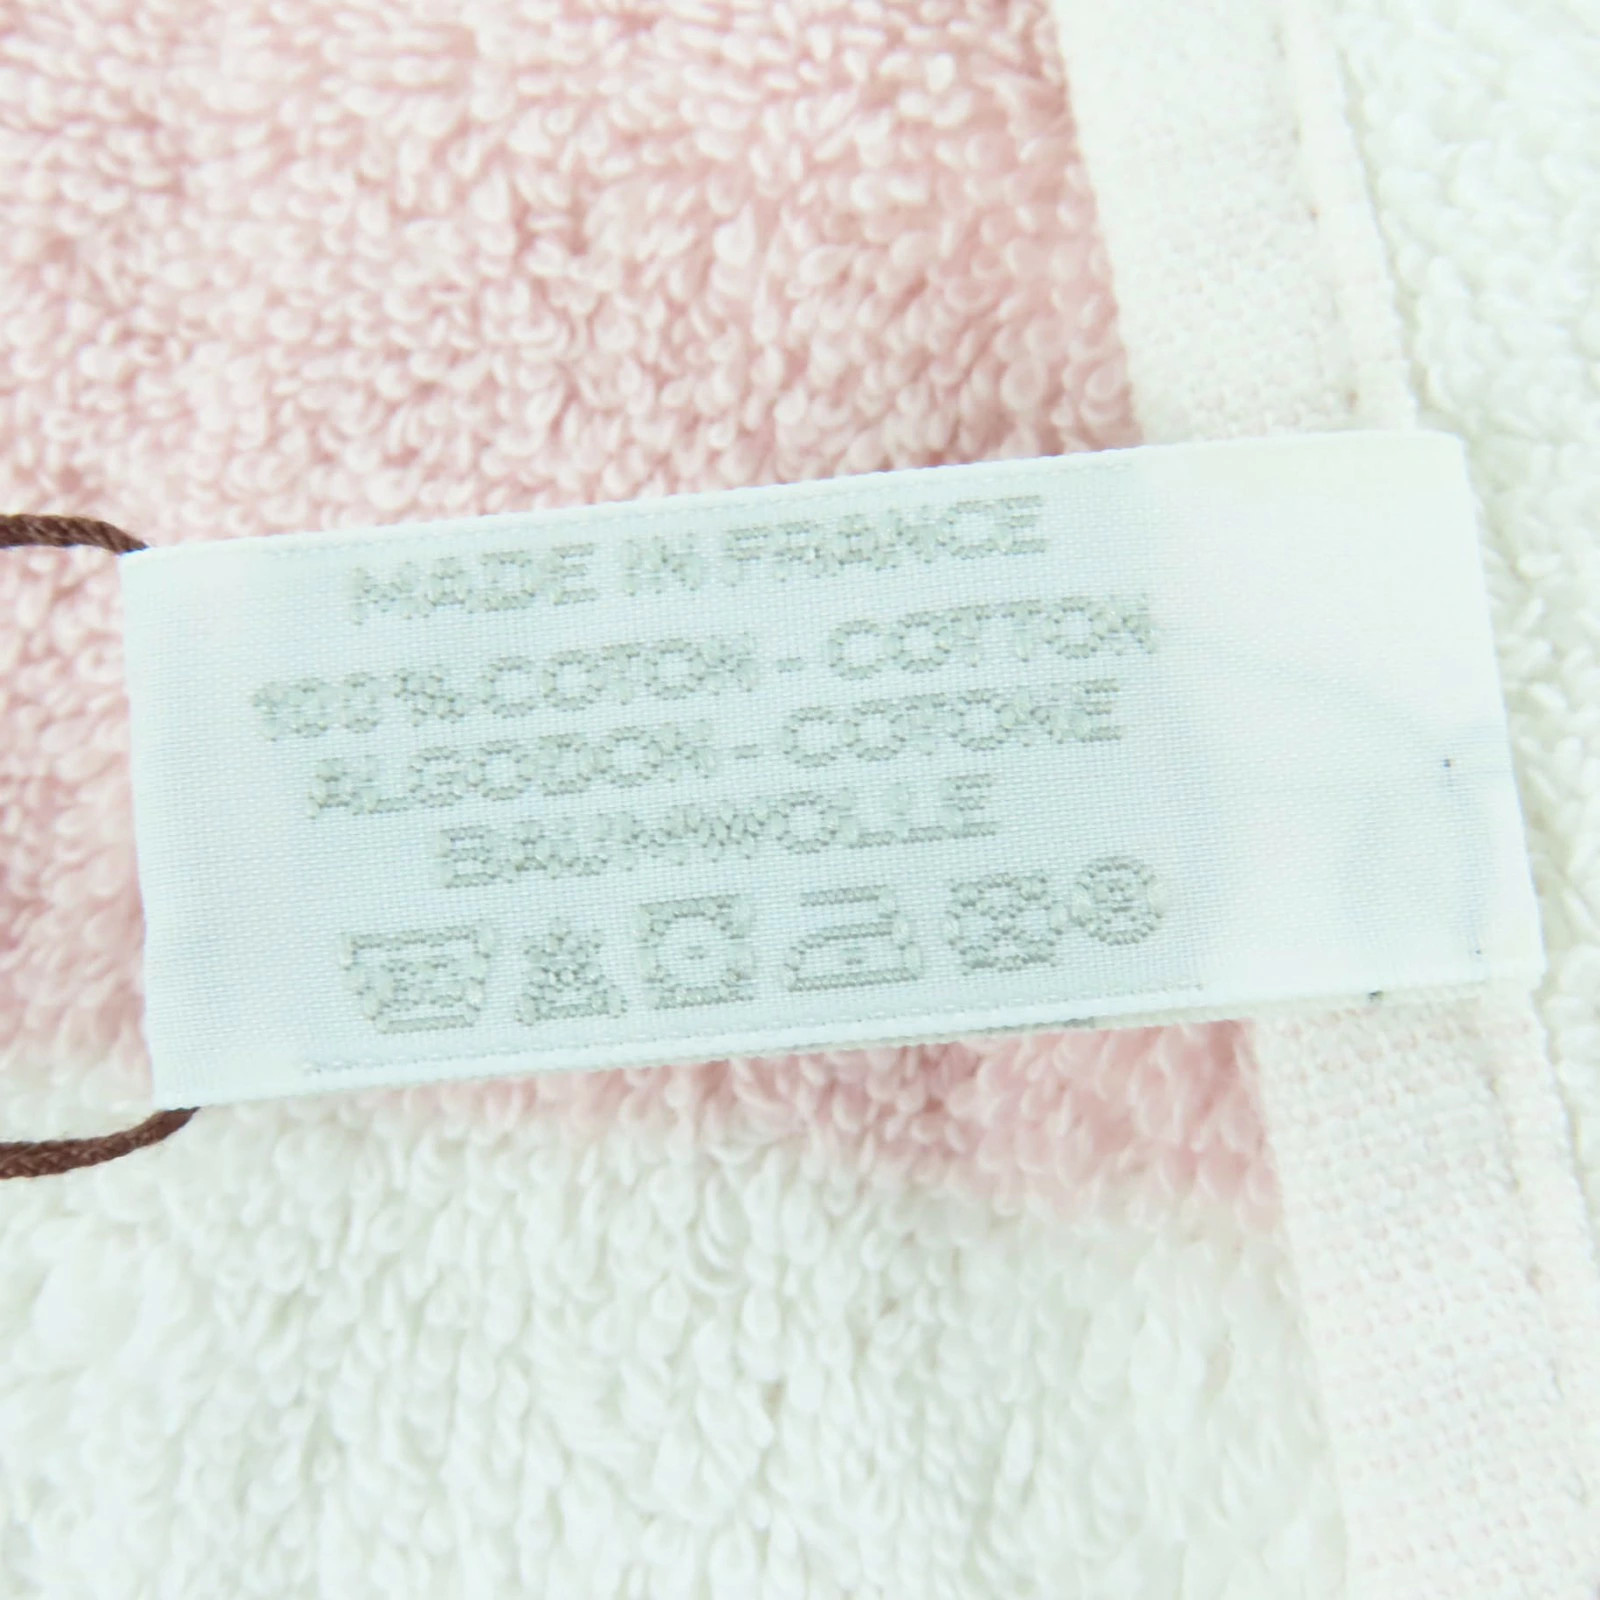 MADE IN FRANCE
100% COTON - COTTON
ALGODON - COTONE
BAUMWOLLE